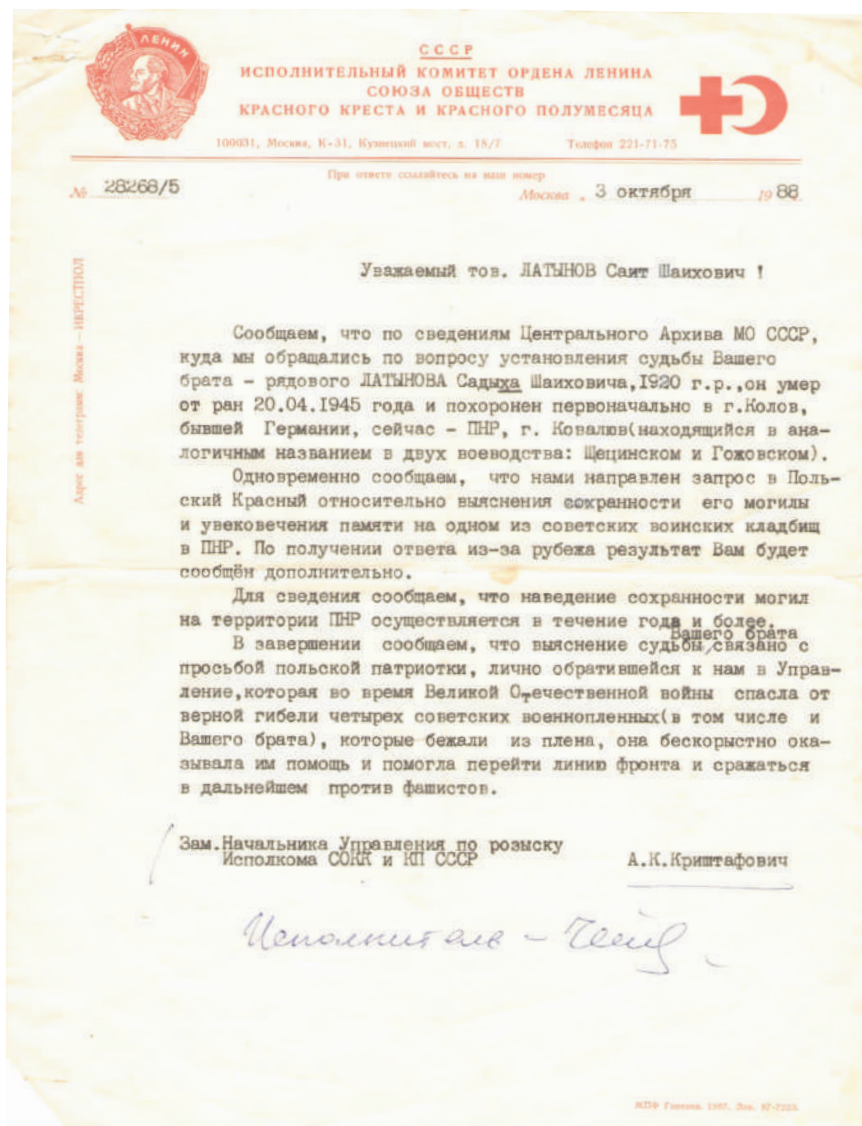 ЛЕНИН
СССР
ИСПОЛНИТЕЛЬНЫЙ КОМИТЕТ ОРДЕНА ЛЕНИНА
СОЮЗА ОБЩЕСТВ
КРАСНОГО КРЕСТА И КРАСНОГО ПОЛУМЕСЯЦА
100031, Москва, К-31, Кузнецкий мост, д. 18/7 Телефон 221-71-75
При ответе ссылайтесь на наш номер
№ 28268/5 Москва „ 3 октября 19 88
Адрес для телеграмм: Москва — ИКРЕСТПОЛ
Уважаемый тов. ЛАТЫНОВ Саит Шаихович !
Сообщаем, что по сведениям Центрального Архива МО СССР,
куда мы обращались по вопросу установления судьбы Вашего
брата - рядового ЛАТЫНОВА Садыха Шаиховича,1920 г.р.,он умер
от ран 20.04.1945 года и похоронен первоначально в г.Колов,
бывшей Германии, сейчас - ПНР, г. Ковалюв(находящийся в ана-
логичным названием в двух воеводства: Щецинском и Гожовском).
Одновременно сообщаем, что нами направлен запрос в Поль-
ский Красный относительно выяснения сохранности его могилы
и увековечения памяти на одном из советских воинских кладбищ
в ПНР. По получении ответа из-за рубежа результат Вам будет
сообщён дополнительно.
Для сведения сообщаем, что наведение сохранности могил
на территории ПНР осуществляется в течение года и более.
Вашего брата
В завершении сообщаем, что выяснение судьбы/связано с
просьбой польской патриотки, лично обратившейся к нам в Управ-
ление,которая во время Великой Отечественной войны спасла от
верной гибели четырех советских военнопленных(в том числе и
Вашего брата), которые бежали из плена, она бескорыстно ока-
зывала им помощь и помогла перейти линию фронта и сражаться
в дальнейшем против фашистов.
Зам.Начальника Управления по розыску
Исполкома СОКК и КП СССР А.К.Криштафович
Исполнитель -
МПФ Гознака. 1987. Зак.